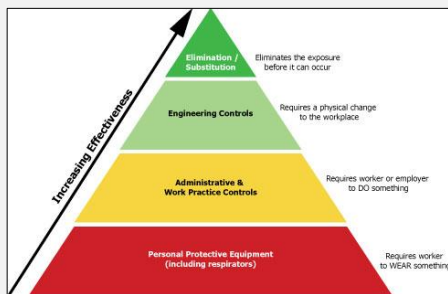 Elimination /
Substitution
Eliminates the exposure
before it can occur
Engineering Controls
Requires a physical change
to the workplace
Increasing Effectiveness
Administrative &
Work Practice Controls
Requires worker or employer
to DO something
Personal Protective Equipment
(including respirators)
Requires worker
to WEAR something